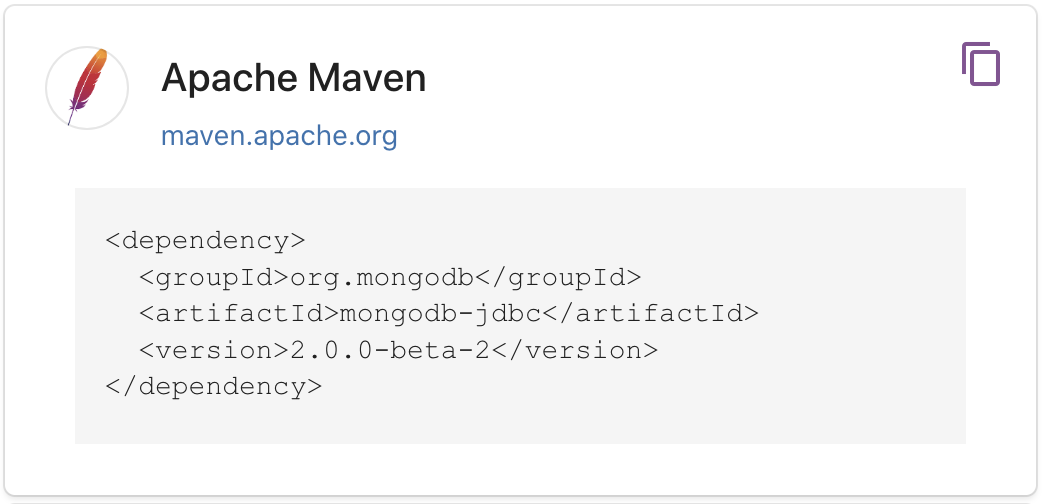 Apache Maven
maven.apache.org
<dependency>
  <groupId>org.mongodb</groupId>
  <artifactId>mongodb-jdbc</artifactId>
  <version>2.0.0-beta-2</version>
</dependency>